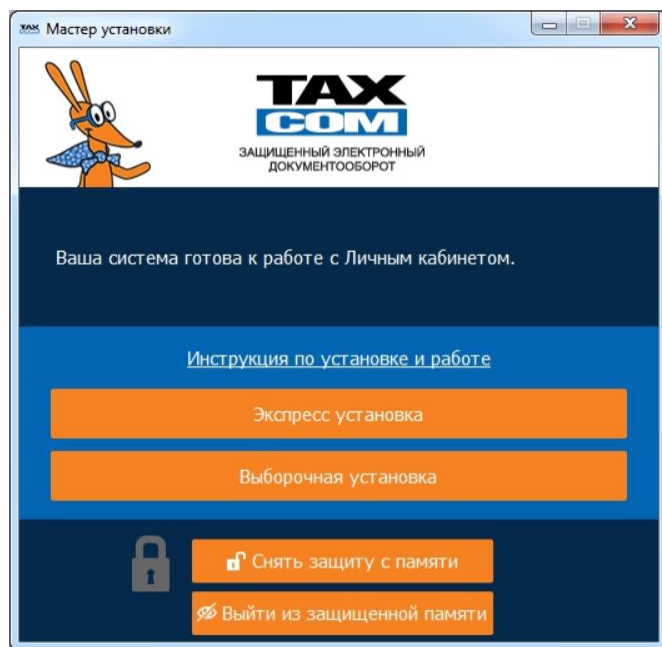 TAX Мастер установки
TAX
COM
ЗАЩИЩЕННЫЙ ЭЛЕКТРОННЫЙ
ДОКУМЕНТООБОРОТ
Ваша система готова к работе с Личным кабинетом.
Инструкция по установке и работе
Экспресс установка
Выборочная установка
Снять защиту с памяти
Выйти из защищенной памяти